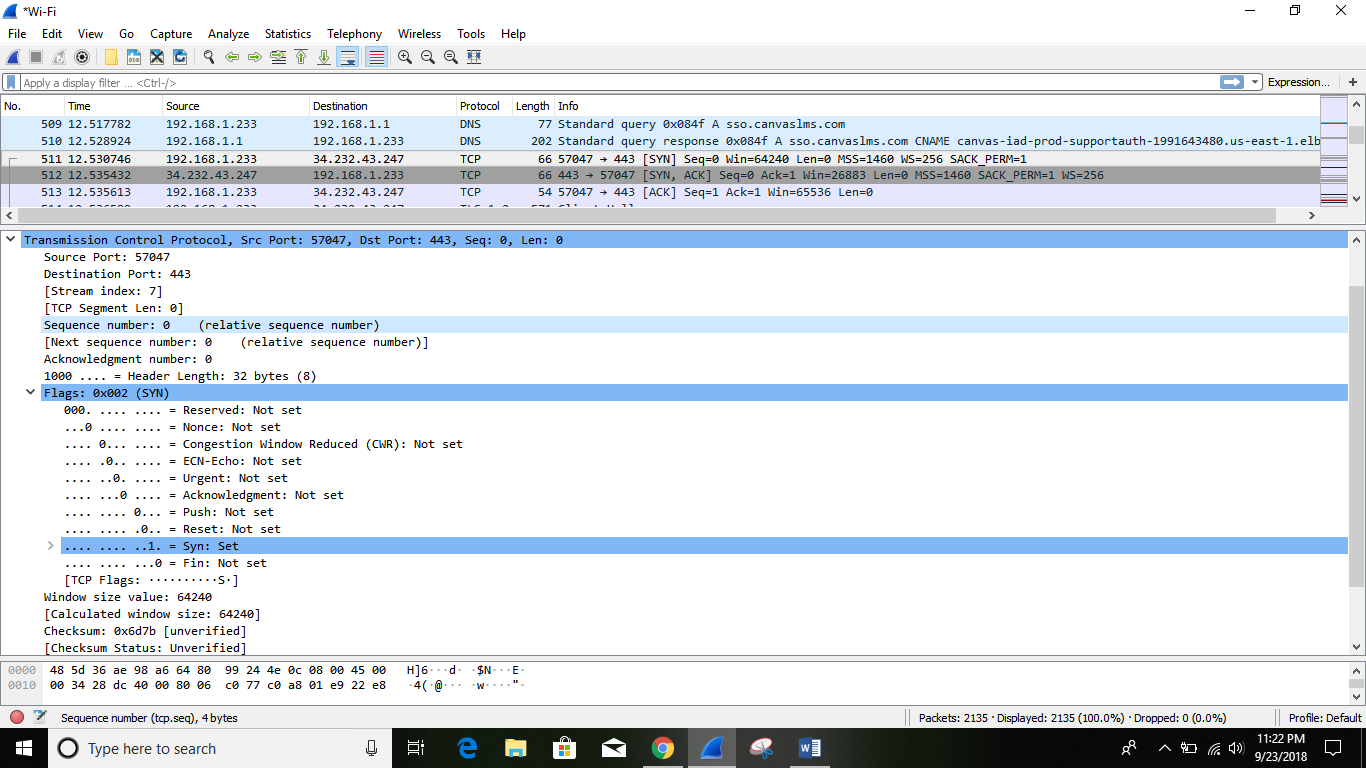 *Wi-Fi
File Edit View Go Capture Analyze Statistics Telephony Wireless Tools Help
Apply a display filter ... <Ctrl-/> Expression... +
No. Time Source Destination Protocol Length Info
509 12.517782 192.168.1.233 192.168.1.1 DNS 77 Standard query 0x084f A sso.canvaslms.com
510 12.528924 192.168.1.1 192.168.1.233 DNS 202 Standard query response 0x084f A sso.canvaslms.com CNAME canvas-iad-prod-supportauth-1991643480.us-east-1.elb
511 12.530746 192.168.1.233 34.232.43.247 TCP 66 57047 → 443 [SYN] Seq=0 Win=64240 Len=0 MSS=1460 WS=256 SACK_PERM=1
512 12.535432 34.232.43.247 192.168.1.233 TCP 66 443 → 57047 [SYN, ACK] Seq=0 Ack=1 Win=26883 Len=0 MSS=1460 SACK_PERM=1 WS=256
513 12.535613 192.168.1.233 34.232.43.247 TCP 54 57047 → 443 [ACK] Seq=1 Ack=1 Win=65536 Len=0
Transmission Control Protocol, Src Port: 57047, Dst Port: 443, Seq: 0, Len: 0
Source Port: 57047
Destination Port: 443
[Stream index: 7]
[TCP Segment Len: 0]
Sequence number: 0 (relative sequence number)
[Next sequence number: 0 (relative sequence number)]
Acknowledgment number: 0
1000 .... = Header Length: 32 bytes (8)
Flags: 0x002 (SYN)
000. .... .... = Reserved: Not set
...0 .... .... = Nonce: Not set
.... 0... .... = Congestion Window Reduced (CWR): Not set
.... .0.. .... = ECN-Echo: Not set
.... ..0. .... = Urgent: Not set
.... ...0 .... = Acknowledgment: Not set
.... .... 0... = Push: Not set
.... .... .0.. = Reset: Not set
.... .... ..1. = Syn: Set
.... .... ...0 = Fin: Not set
[TCP Flags: ··········S·]
Window size value: 64240
[Calculated window size: 64240]
Checksum: 0x6d7b [unverified]
[Checksum Status: Unverified]
0000 48 5d 36 ae 98 a6 64 80 99 24 4e 0c 08 00 45 00 H]6···d· ·$N···E·
0010 00 34 28 dc 40 00 80 06 c0 77 c0 a8 01 e9 22 e8 ·4(·@··· ·w····"·
Sequence number (tcp.seq), 4 bytes Packets: 2135 · Displayed: 2135 (100.0%) · Dropped: 0 (0.0%) Profile: Default
Type here to search
11:22 PM
9/23/2018